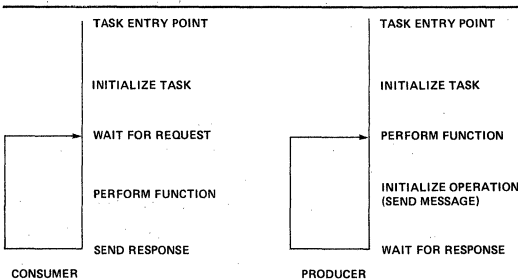 TASK ENTRY POINT
INITIALIZE TASK
WAIT FOR REQUEST
PERFORM FUNCTION
SEND RESPONSE
CONSUMER
TASK ENTRY POINT
INITIALIZE TASK
PERFORM FUNCTION
INITIALIZE OPERATION
(SEND MESSAGE)
WAIT FOR RESPONSE
PRODUCER